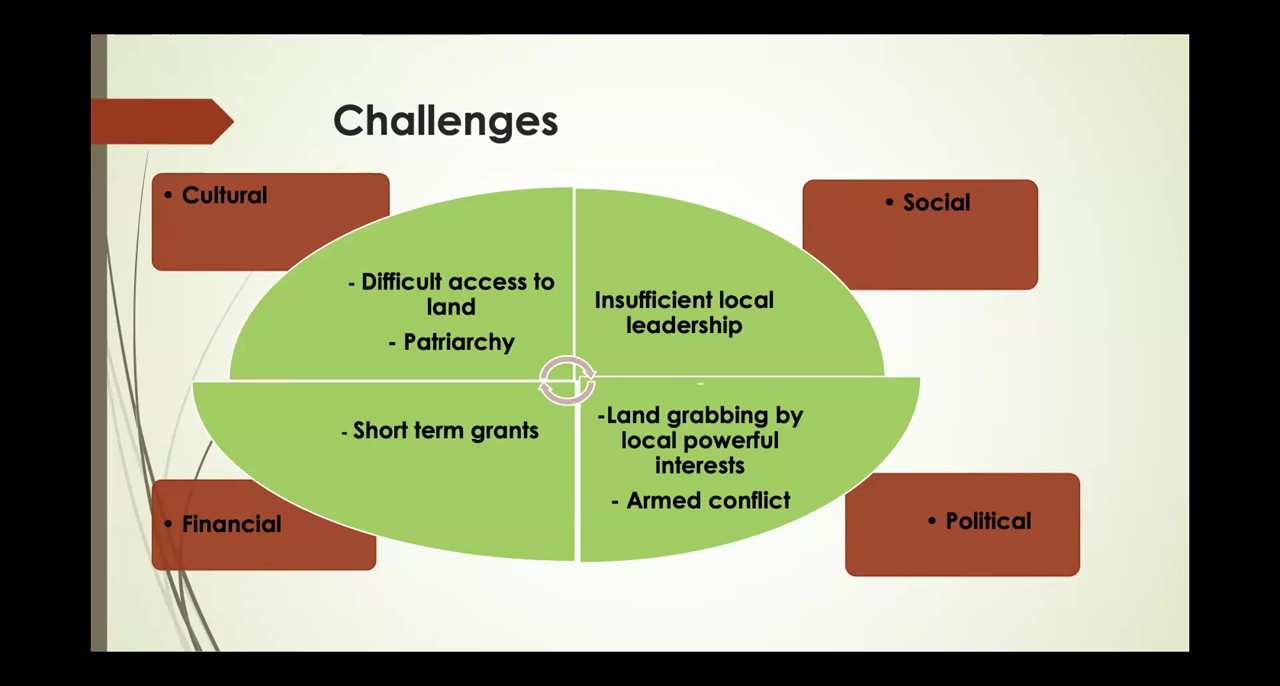 Challenges
• Cultural
• Social
- Difficult access to
land
- Patriarchy
Insufficient local
leadership
- Short term grants
-
-Land grabbing by
local powerful
interests
- Armed conflict
• Financial
• Political